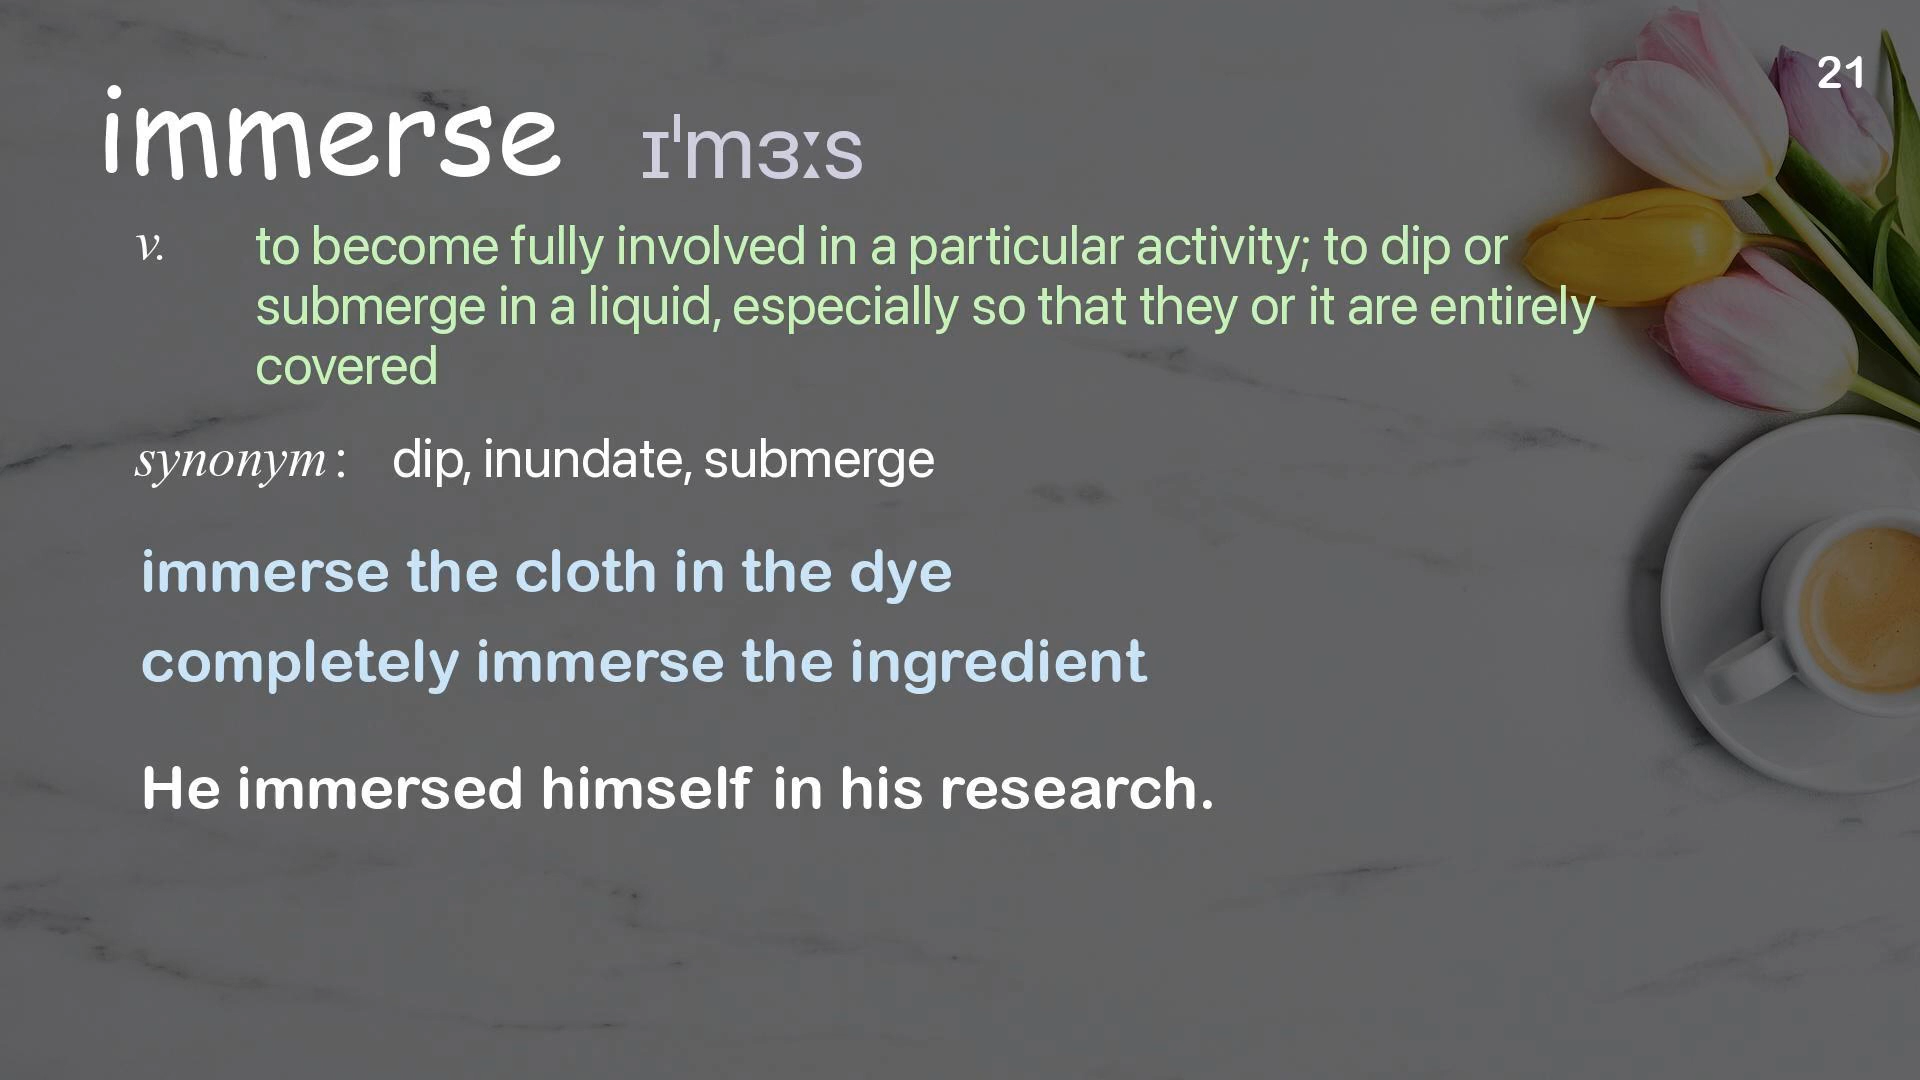 21
immerse ɪˈmɜːs
v. to become fully involved in a particular activity; to dip or
submerge in a liquid, especially so that they or it are entirely
covered
synonym: dip, inundate, submerge
immerse the cloth in the dye
completely immerse the ingredient
He immersed himself in his research.